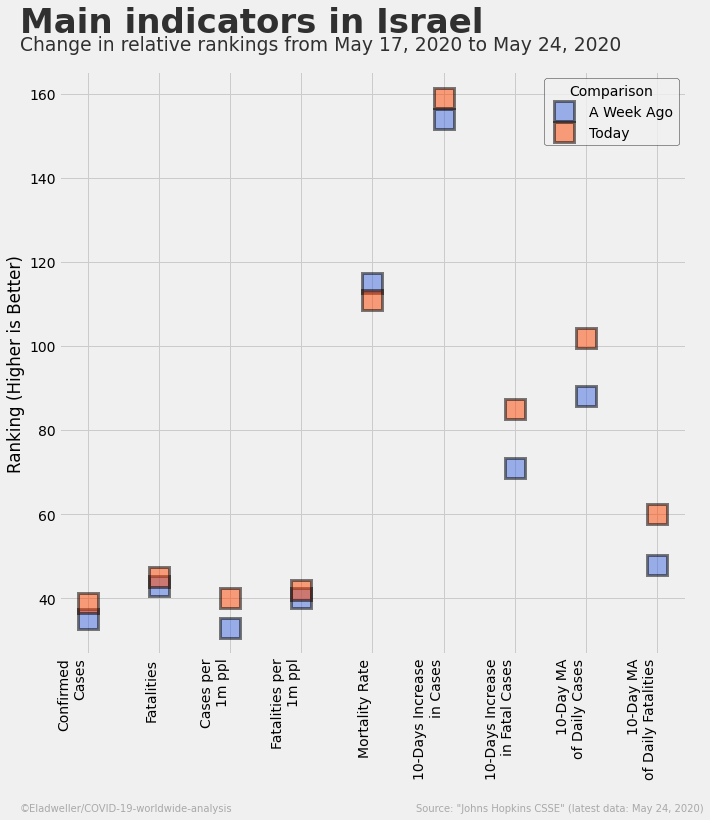 Main indicators in Israel
Change in relative rankings from May 17, 2020 to May 24, 2020
Comparison
A Week Ago
Today
Ranking (Higher is Better)
160
140
120
100
80
60
40
Confirmed
Cases
Fatalities
Cases per
1m ppl
Fatalities per
1m ppl
Mortality Rate
10-Days Increase
in Cases
10-Days Increase
in Fatal Cases
10-Day MA
of Daily Cases
10-Day MA
of Daily Fatalities
©Eladweller/COVID-19-worldwide-analysis
Source: "Johns Hopkins CSSE" (latest data: May 24, 2020)